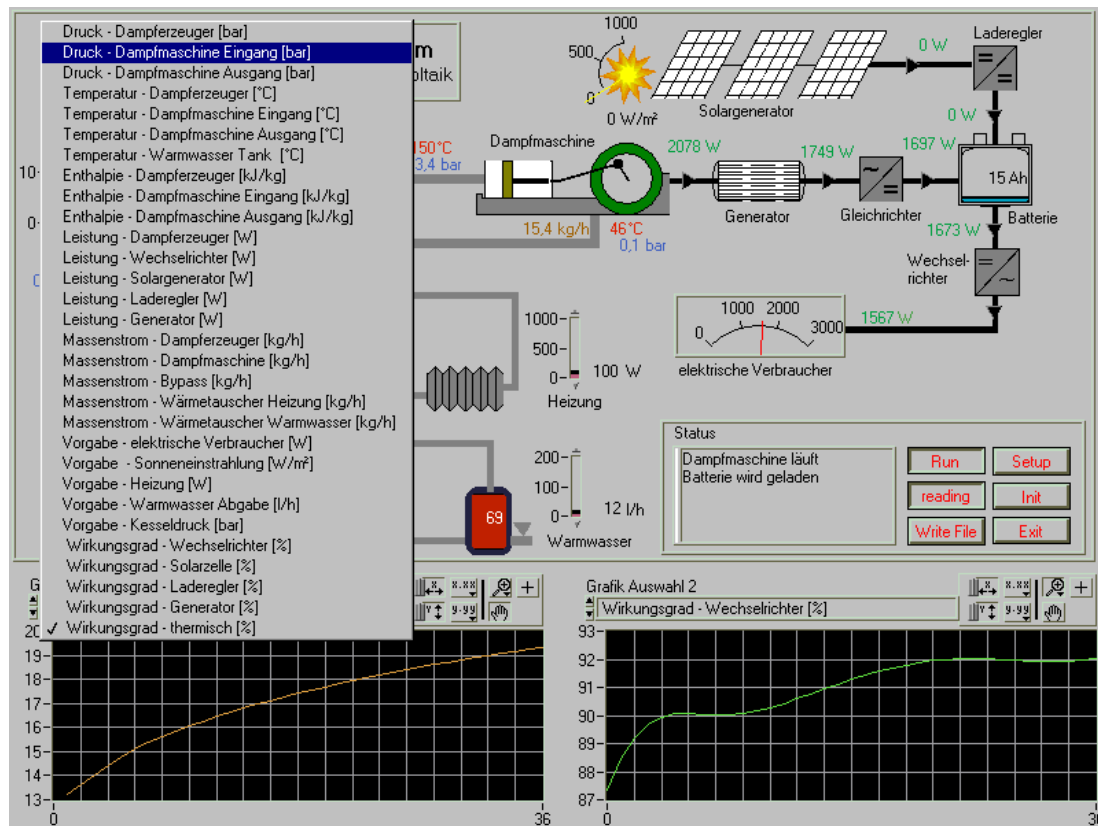 Druck - Dampferzeuger [bar]
Druck - Dampfmaschine Eingang [bar]
Druck - Dampfmaschine Ausgang [bar]
Temperatur - Dampferzeuger [°C]
Temperatur - Dampfmaschine Eingang [°C]
Temperatur - Dampfmaschine Ausgang [°C]
Temperatur - Warmwasser Tank [°C]
Enthalpie - Dampferzeuger [kJ/kg]
Enthalpie - Dampfmaschine Eingang [kJ/kg]
Enthalpie - Dampfmaschine Ausgang [kJ/kg]
Leistung - Dampferzeuger [W]
Leistung - Wechselrichter [W]
Leistung - Solargenerator [W]
Leistung - Laderegler [W]
Leistung - Generator [W]
Massenstrom - Dampferzeuger [kg/h]
Massenstrom - Dampfmaschine [kg/h]
Massenstrom - Bypass [kg/h]
Massenstrom - Wärmetauscher Heizung [kg/h]
Massenstrom - Wärmetauscher Warmwasser [kg/h]
Vorgabe - elektrische Verbraucher [W]
Vorgabe - Sonneneinstrahlung [W/m²]
Vorgabe - Heizung [W]
Vorgabe - Warmwasser Abgabe [l/h]
Vorgabe - Kesseldruck [bar]
Wirkungsgrad - Wechselrichter [%]
Wirkungsgrad - Solarzelle [%]
Wirkungsgrad - Laderegler [%]
Wirkungsgrad - Generator [%]
✓ Wirkungsgrad - thermisch [%]
m
oltaik
10
0
1000
500
0
0 W/m²
Solargenerator
0 W
Laderegler
0 W
150°C
3,4 bar
Dampfmaschine
2078 W
1749 W
1697 W
15 Ah
Generator
Gleichrichter
Batterie
15,4 kg/h
46°C
0,1 bar
1673 W
Wechsel-
richter
0 1000 2000 3000
1567 W
elektrische Verbraucher
1000
500
0
100 W
Heizung
200
100
0
12 l/h
69
Warmwasser
Status
Dampfmaschine läuft
Batterie wird geladen
Run
Setup
reading
Init
Write File
Exit
G
x.xx
y.yy
20
19
18
17
16
15
14
13
0
36
Grafik Auswahl 2
Wirkungsgrad - Wechselrichter [%]
x.xx
y.yy
93
92
91
90
89
88
87
0